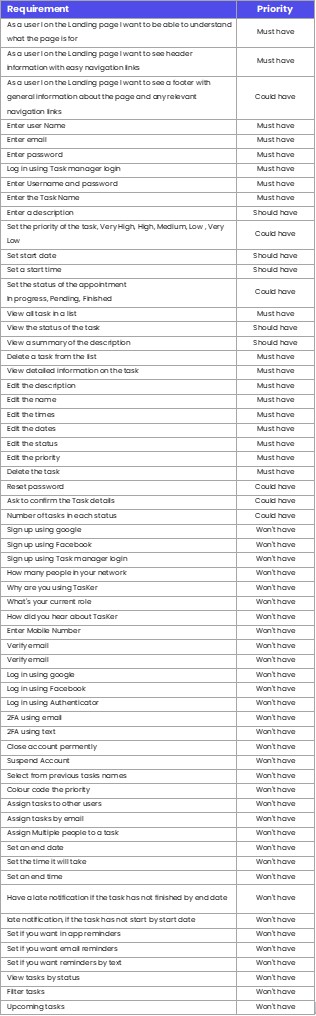 Requirement Priority
As a user I on the Landing page I want to be able to understand
what the page is for
Must have
As a user I on the Landing page I want to see header
information with easy navigation links
Must have
As a user I on the Landing page I want to see a footer with
general information about the page and any relevant
navigation links
Could have
Enter user Name Must have
Enter email Must have
Enter password Must have
Log in using Task manager login Must have
Enter Username and password Must have
Enter the Task Name Must have
Enter a description Should have
Set the priority of the task, Very High, High, Medium, Low , Very
Low
Could have
Set start date Should have
Set a start time Should have
Set the status of the appointment
In progress, Pending, Finished
Could have
View all task in a list Must have
View the status of the task Should have
View a summary of the description Should have
Delete a task from the list Must have
View detailed information on the task Must have
Edit the description Must have
Edit the name Must have
Edit the times Must have
Edit the dates Must have
Edit the status Must have
Edit the priority Must have
Delete the task Must have
Reset password Could have
Ask to confirm the Task details Could have
Number of tasks in each status Could have
Sign up using google Won't have
Sign up using Facebook Won't have
Sign up using Task manager login Won't have
How many people in your network Won't have
Why are you using TasKer Won't have
What's your current role Won't have
How did you hear about TasKer Won't have
Enter Mobile Number Won't have
Verify email Won't have
Verify email Won't have
Log in using google Won't have
Log in using Facebook Won't have
Log in using Authenticator Won't have
2FA using email Won't have
2FA using text Won't have
Close account permently Won't have
Suspend Account Won't have
Select from previous tasks names Won't have
Colour code the priority Won't have
Assign tasks to other users Won't have
Assign tasks by email Won't have
Assign Multiple people to a task Won't have
Set an end date Won't have
Set the time it will take Won't have
Set an end time Won't have
Have a late notification if the task has not finished by end date Won't have
late notification, if the task has not start by start date Won't have
Set if you want in app reminders Won't have
Set if you want email reminders Won't have
Set if you want reminders by text Won't have
View tasks by status Won't have
Filter tasks Won't have
Upcoming tasks Won't have